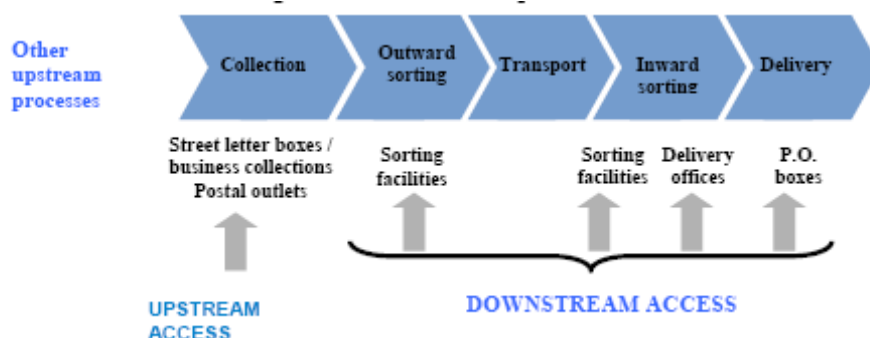 Other
upstream
processes
Collection
Outward
sorting
Transport
Inward
sorting
Delivery
Street letter boxes /
business collections
Postal outlets
Sorting
facilities
Sorting
facilities
Delivery
offices
P.O.
boxes
UPSTREAM
ACCESS
DOWNSTREAM ACCESS